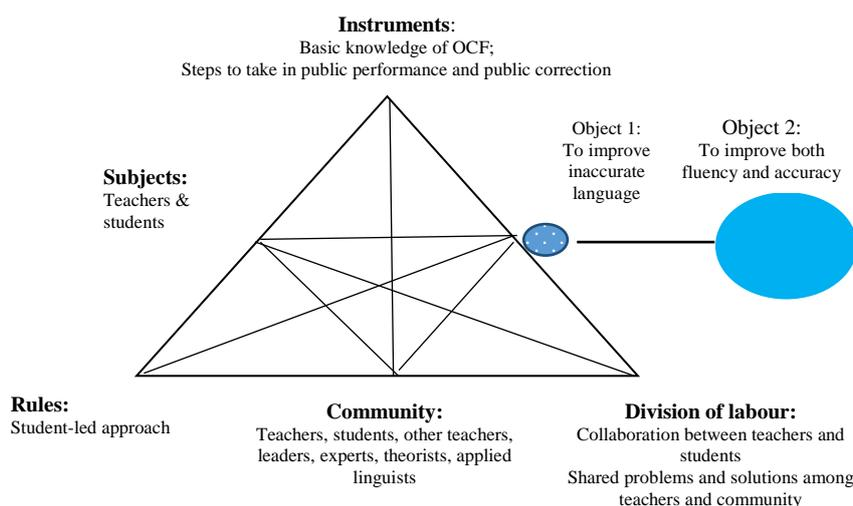 Instruments:
Basic knowledge of OCF;
Steps to take in public performance and public correction
Object 1:
To improve
inaccurate
language
Object 2:
To improve both
fluency and accuracy
Subjects:
Teachers &
students
Rules:
Student-led approach
Community:
Teachers, students, other teachers,
leaders, experts, theorists, applied
linguists
Division of labour:
Collaboration between teachers and
students
Shared problems and solutions among
teachers and community